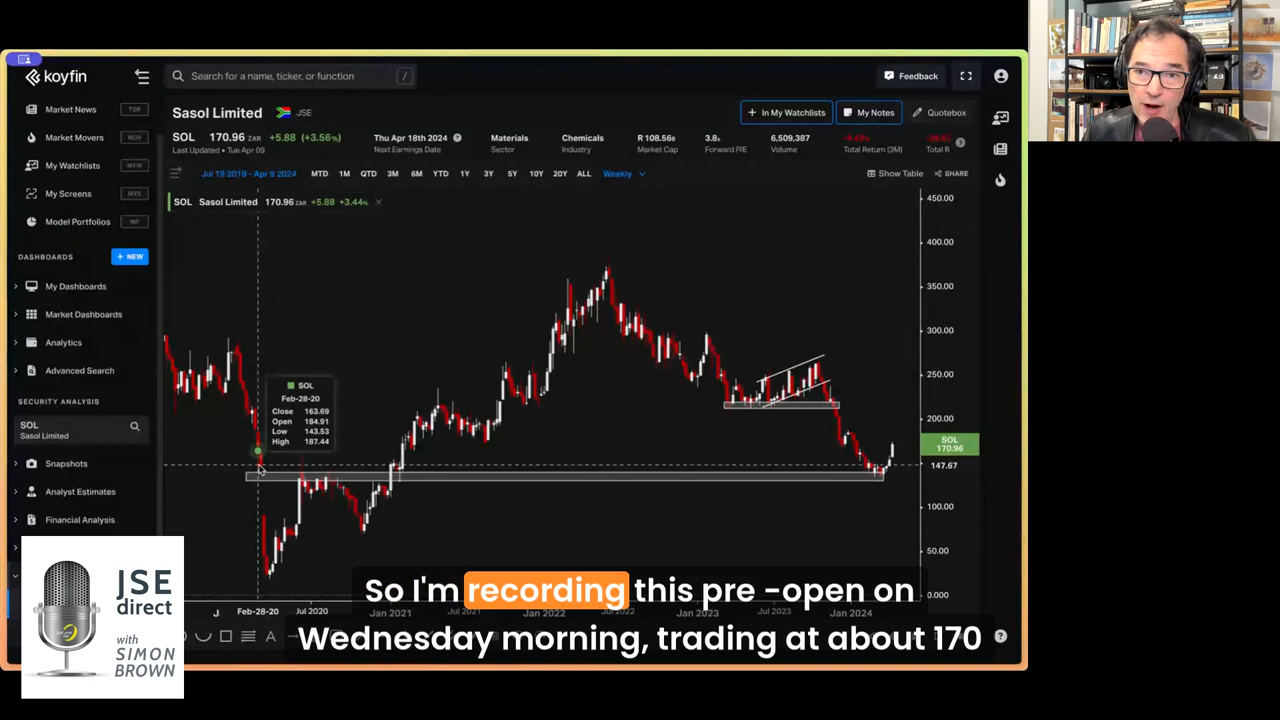 koyfin
Search for a name, ticker, or function
/
Feedback
Market News
TOP
Market Movers
MOV
My Watchlists
MYW
My Screens
MYS
Model Portfolios
MP
DASHBOARDS
+ NEW
My Dashboards
Market Dashboards
Analytics
Advanced Search
SECURITY ANALYSIS
SOL
Sasol Limited
Snapshots
Analyst Estimates
Financial Analysis
Sasol Limited
JSE
+ In My Watchlists
My Notes
Quotebox
SOL 170.96 ZAR +5.88 (+3.56%)
Last Updated • Tue Apr 09
Thu Apr 18th 2024
Next Earnings Date
Materials
Sector
Chemicals
Industry
R 108.56B
Market Cap
3.8x
Forward P/E
6,509,387
Volume
Total Return (3M)
Total R
Jul 19 2019 - Apr 9 2024
MTD 1M QTD 3M 6M YTD 1Y 3Y 5Y 10Y 20Y ALL Weekly
Show Table
SHARE
SOL Sasol Limited 170.96 ZAR +5.88 +3.44%
450.00
400.00
350.00
300.00
250.00
200.00
SOL
170.96
147.67
100.00
50.00
0.000
SOL
Feb-28-20
Close 163.69
Open 184.91
Low 143.53
High 187.44
Feb-28-20
Jul 2020
Jan 2021
Jul 2021
Jan 2022
Jul 2022
Jan 2023
Jul 2023
Jan 2024
A
So I'm recording this pre -open on
Wednesday morning, trading at about 170
JSE
direct
with
SIMON
BROWN